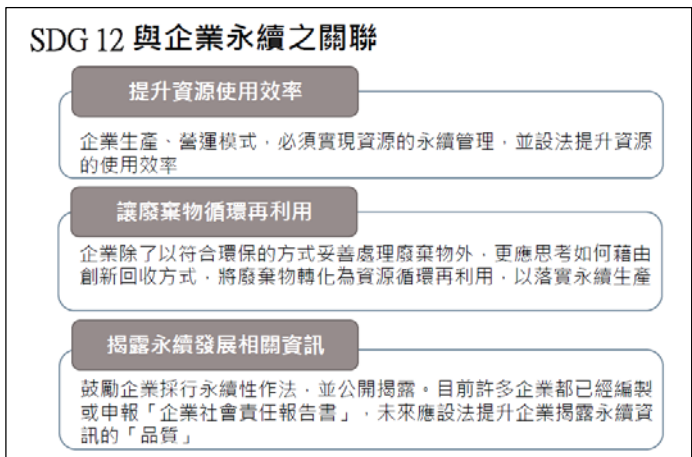 SDG 12 與企業永續之關聯
提升資源使用效率
企業生產、營運模式，必須實現資源的永續管理，並設法提升資源
的使用效率
讓廢棄物循環再利用
企業除了以符合環保的方式妥善處理廢棄物外，更應思考如何藉由
創新回收方式，將廢棄物轉化為資源循環再利用，以落實永續生產
揭露永續發展相關資訊
鼓勵企業採行永續性作法，並公開揭露。目前許多企業都已經編製
或申報「企業社會責任報告書」，未來應設法提升企業揭露永續資
訊的「品質」